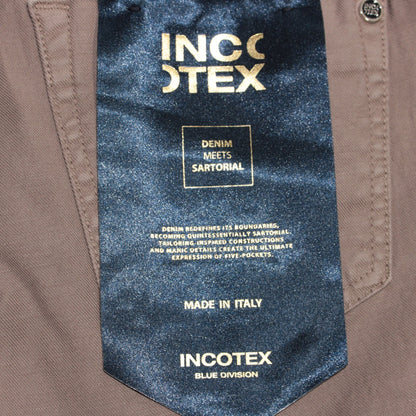 INCO
OTEX
DENIM
MEETS
SARTORIAL
DENIM REDEFINES ITS BOUNDARIES,
BECOMING QUINTESSENTIALLY SARTORIAL.
TAILORING INSPIRED CONSTRUCTIONS
AND MANIC DETAILS CREATE THE ULTIMATE
EXPRESSION OF FIVE-POCKETS.
MADE IN ITALY
INCOTEX
BLUE DIVISION